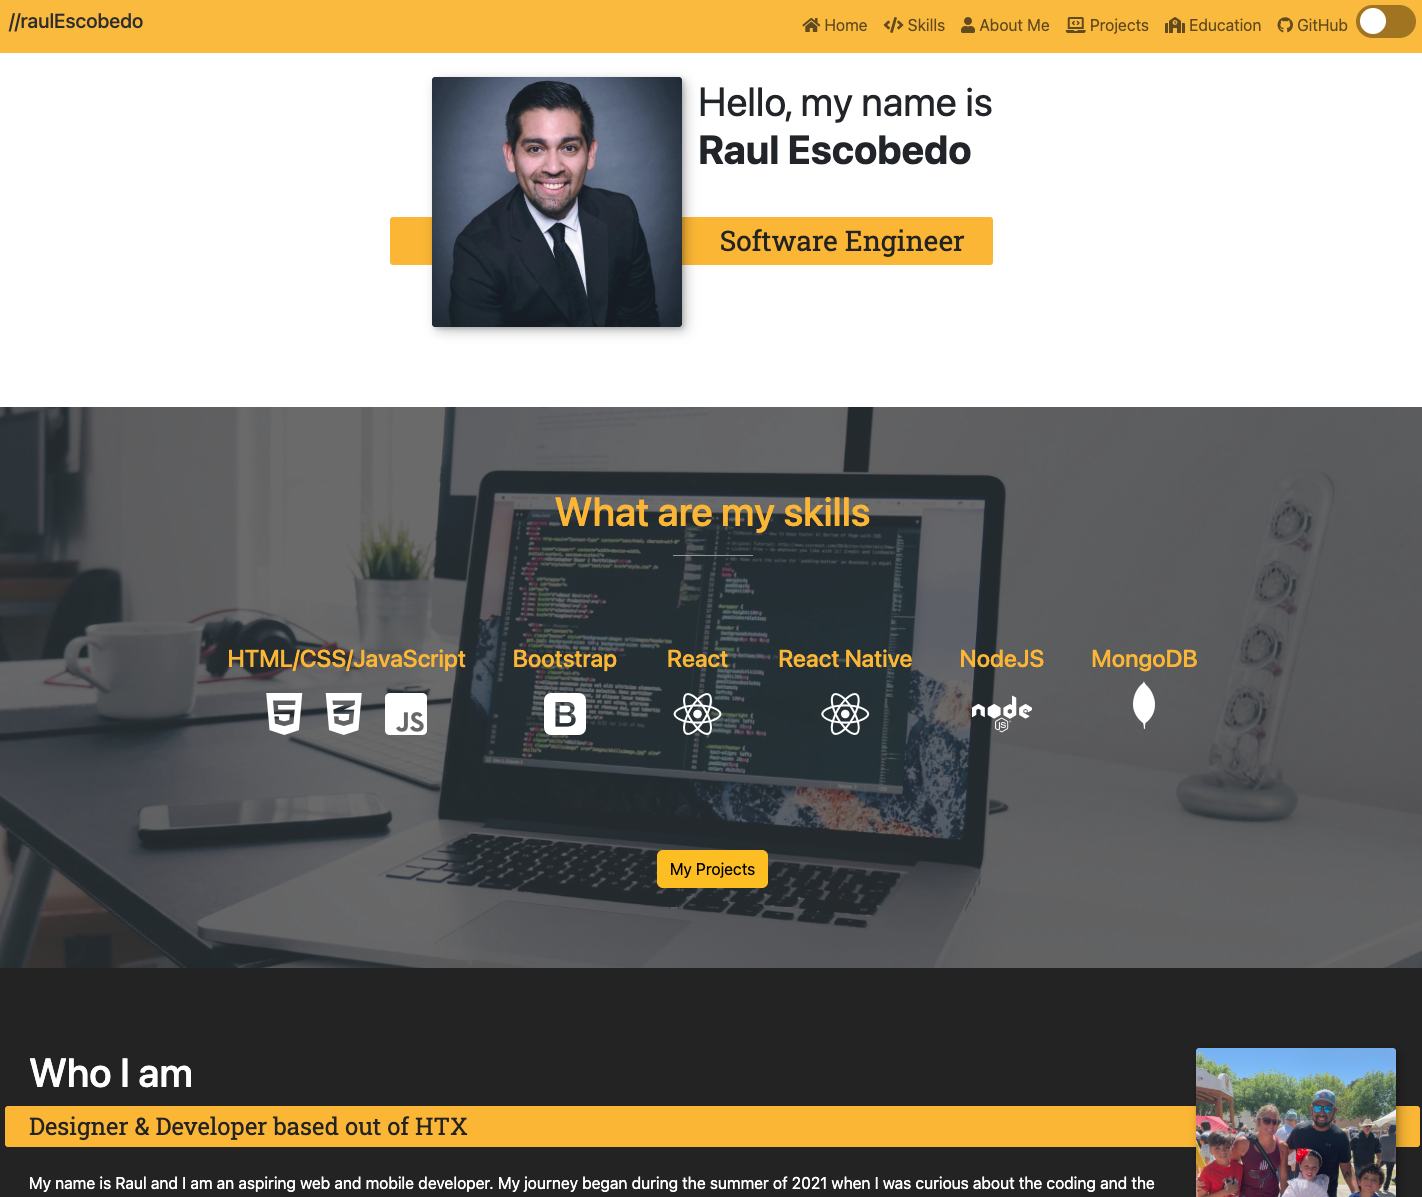 //raulEscobedo
Home Skills About Me Projects Education GitHub
Hello, my name is
Raul Escobedo
Software Engineer
What are my skills
HTML/CSS/JavaScript Bootstrap React React Native NodeJS MongoDB
5 3 JS B node JS
My Projects
Who I am
Designer & Developer based out of HTX
My name is Raul and I am an aspiring web and mobile developer. My journey began during the summer of 2021 when I was curious about the coding and the